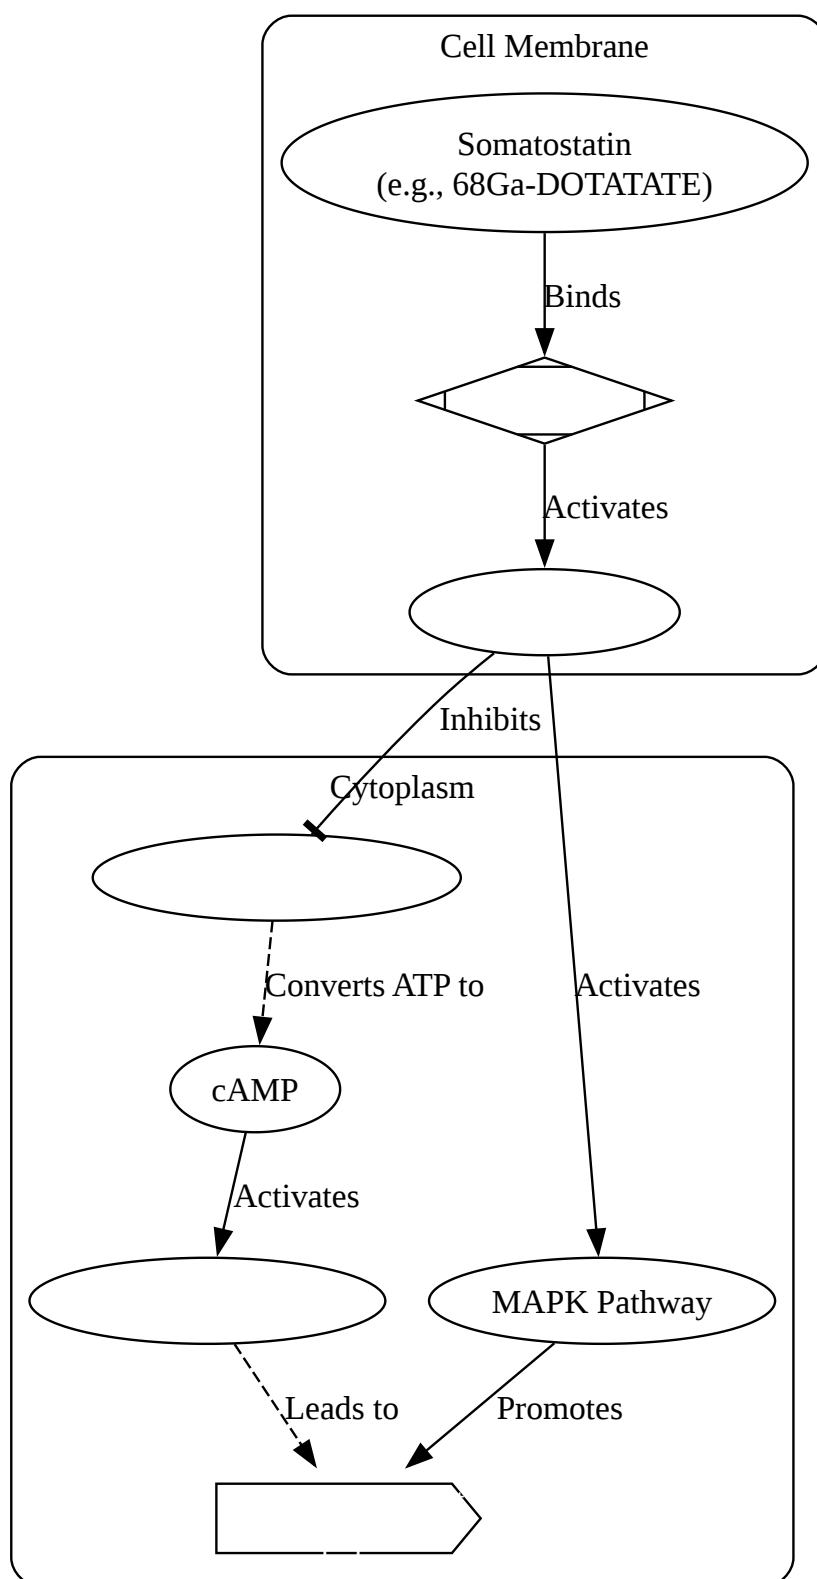 Cell Membrane
Somatostatin
(e.g., 68Ga-DOTATATE)
Binds
Activates
Inhibits
Cytoplasm
Converts ATP to
Activates
cAMP
Activates
MAPK Pathway
Leads to
Promotes